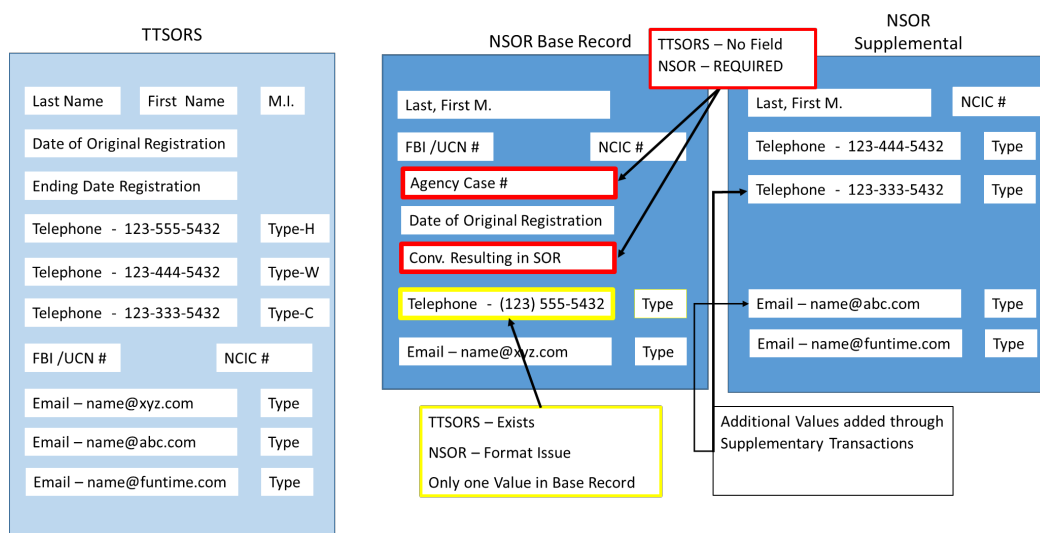 TTSORS
Last Name
First Name
M.I.
Date of Original Registration
Ending Date Registration
Telephone - 123-555-5432
Type-H
Telephone - 123-444-5432
Type-W
Telephone - 123-333-5432
Type-C
FBI /UCN #
NCIC #
Email – name@xyz.com
Type
Email – name@abc.com
Type
Email – name@funtime.com
Type
NSOR Base Record
TTSORS – No Field
NSOR – REQUIRED
Last, First M.
FBI /UCN #
NCIC #
Agency Case #
Date of Original Registration
Conv. Resulting in SOR
Telephone - (123) 555-5432
Type
Email – name@xyz.com
Type
TTSORS – Exists
NSOR – Format Issue
Only one Value in Base Record
NSOR
Supplemental
Last, First M.
NCIC #
Telephone - 123-444-5432
Type
Telephone - 123-333-5432
Type
Email – name@abc.com
Type
Email – name@funtime.com
Type
Additional Values added through
Supplementary Transactions